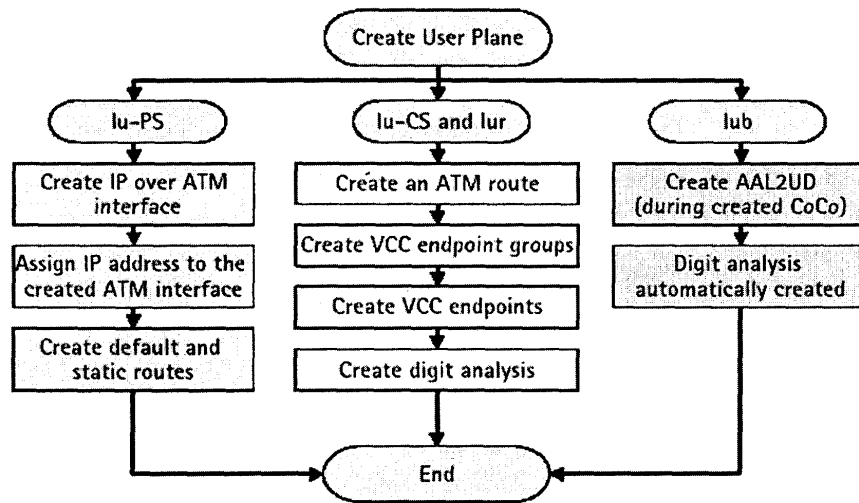 Create User Plane
Iu-PS
Iu-CS and Iur
Iub
Create IP over ATM
interface
Assign IP address to the
created ATM interface
Create default and
static routes
Create an ATM route
Create VCC endpoint groups
Create VCC endpoints
Create digit analysis
Create AAL2UD
(during created CoCo)
Digit analysis
automatically created
End